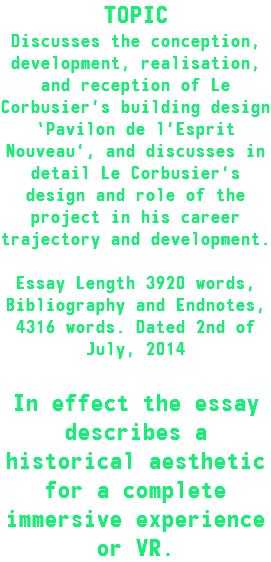 TOPIC
Discusses the conception,
development, realisation,
and reception of Le
Corbusier's building design
'Pavilon de l'Esprit
Nouveau', and discusses in
detail Le Corbusier's
design and role of the
project in his career
trajectory and development.
Essay Length 3920 words,
Bibliography and Endnotes,
4316 words. Dated 2nd of
July, 2014
In effect the essay
describes a
historical aesthetic
for a complete
immersive experience
or VR.